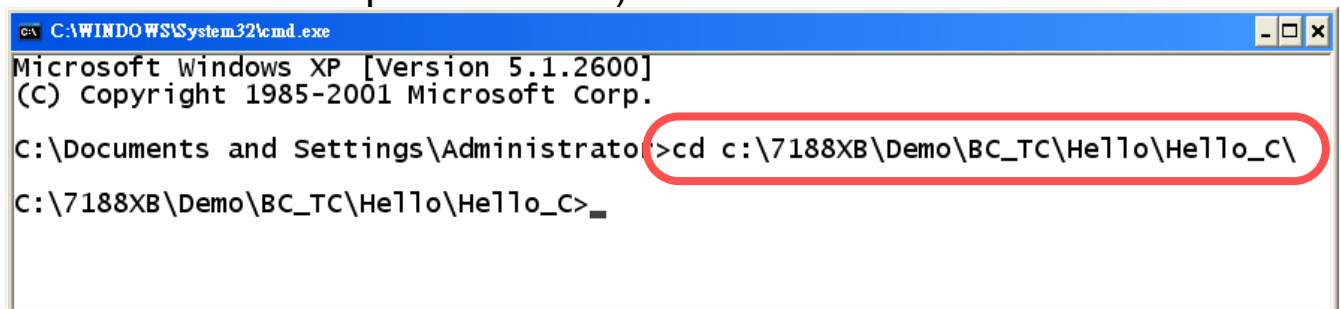 C:\WINDOWS\System32\cmd.exe
Microsoft Windows XP [Version 5.1.2600]
(C) Copyright 1985-2001 Microsoft Corp.
C:\Documents and Settings\Administrator>cd c:\7188XB\Demo\BC_TC\Hello\Hello_C\
C:\7188XB\Demo\BC_TC\Hello\Hello_C>